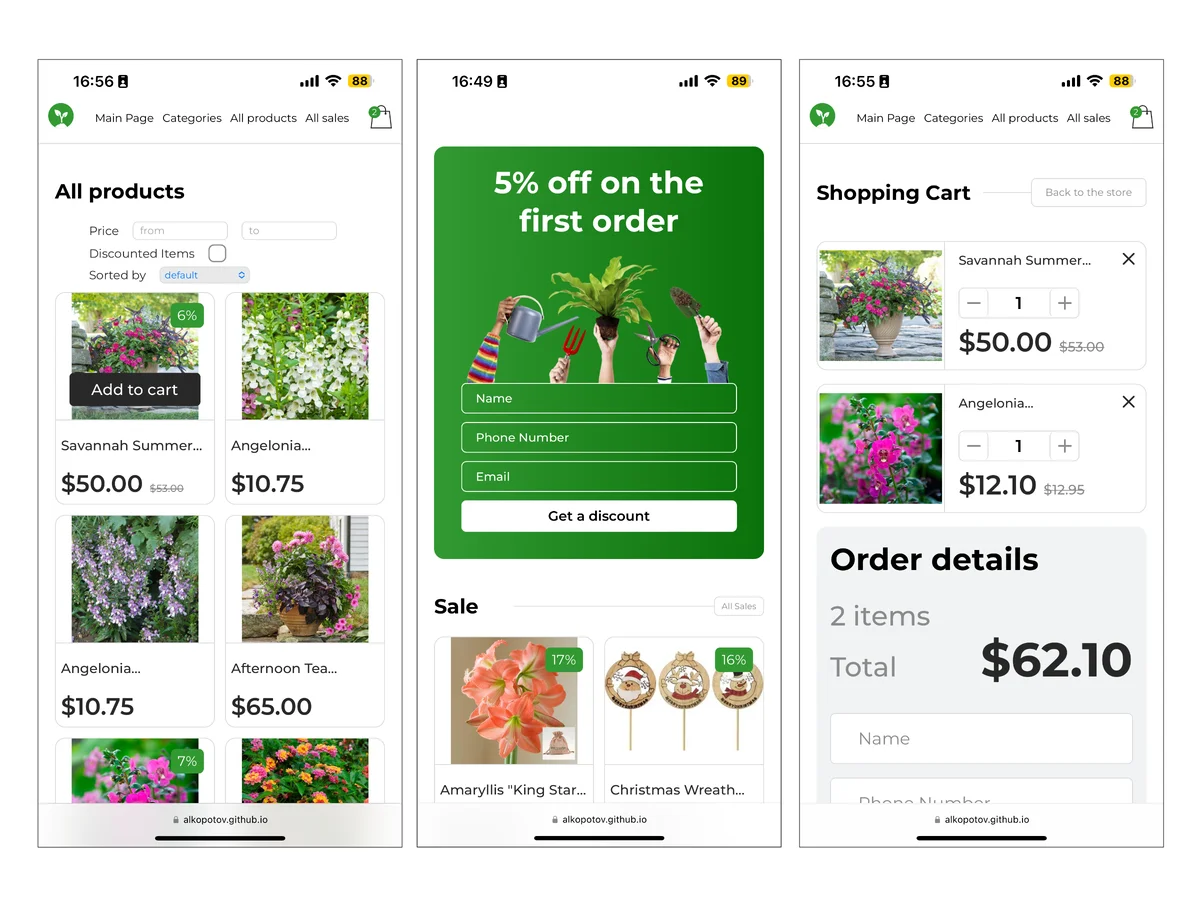 16:56
88
2
Main Page Categories All products All sales
All products
Price from to
Discounted Items
Sorted by default
6%
Add to cart
Savannah Summer...
$50.00 $53.00
Angelonia...
$10.75
Angelonia...
$10.75
Afternoon Tea...
$65.00
7%
alkopotov.github.io
16:49
89
5% off on the
first order
Name
Phone Number
Email
Get a discount
Sale
All Sales
17%
16%
Amaryllis "King Star...
Christmas Wreath...
alkopotov.github.io
16:55
88
2
Main Page Categories All products All sales
Shopping Cart
Back to the store
Savannah Summer...
1
$50.00 $53.00
Angelonia...
1
$12.10 $12.95
Order details
2 items
Total $62.10
Name
Phone Number
alkopotov.github.io